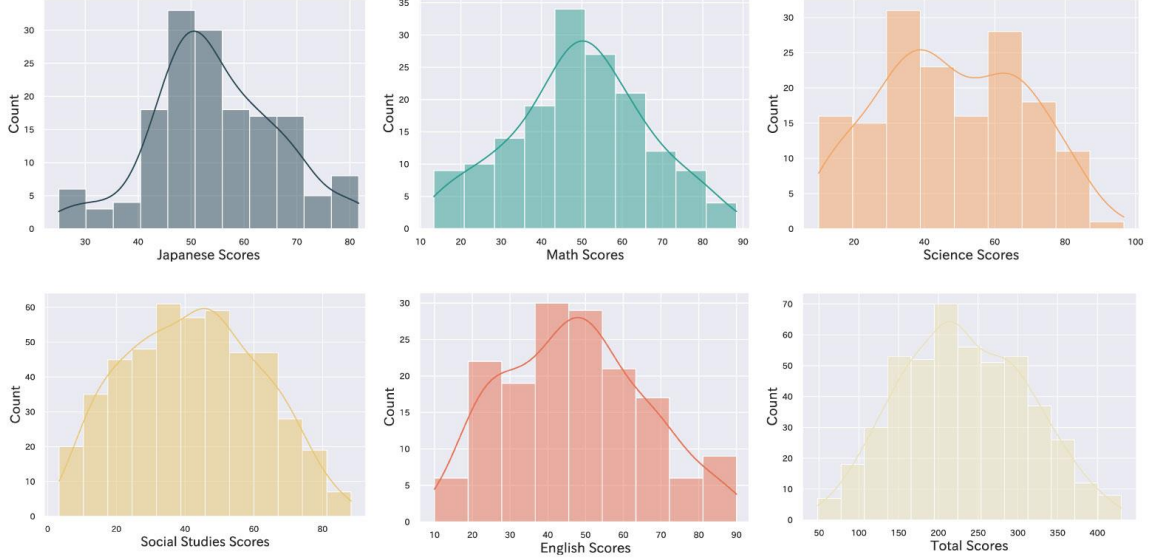 Count
30
25
20
15
10
5
0
30 40 50 60 70 80
Japanese Scores
Count
35
30
25
20
15
10
5
0
10 20 30 40 50 60 70 80 90
Math Scores
Count
30
25
20
15
10
5
0
20 40 60 80 100
Science Scores
Count
60
50
40
30
20
10
0
0 20 40 60 80
Social Studies Scores
Count
30
25
20
15
10
5
0
10 20 30 40 50 60 70 80 90
English Scores
Count
70
60
50
40
30
20
10
0
50 100 150 200 250 300 350 400
Total Scores